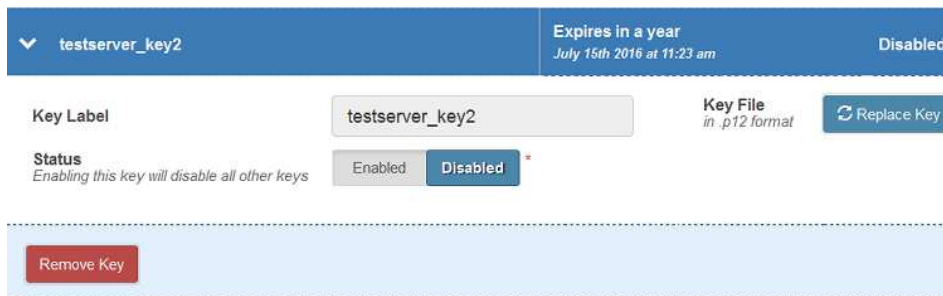 testserver_key2
Expires in a year
July 15th 2016 at 11:23 am
Disabled
Key Label
testserver_key2
Key File
in .p12 format
Replace Key
Status
Enabling this key will disable all other keys
Enabled
Disabled
*
Remove Key